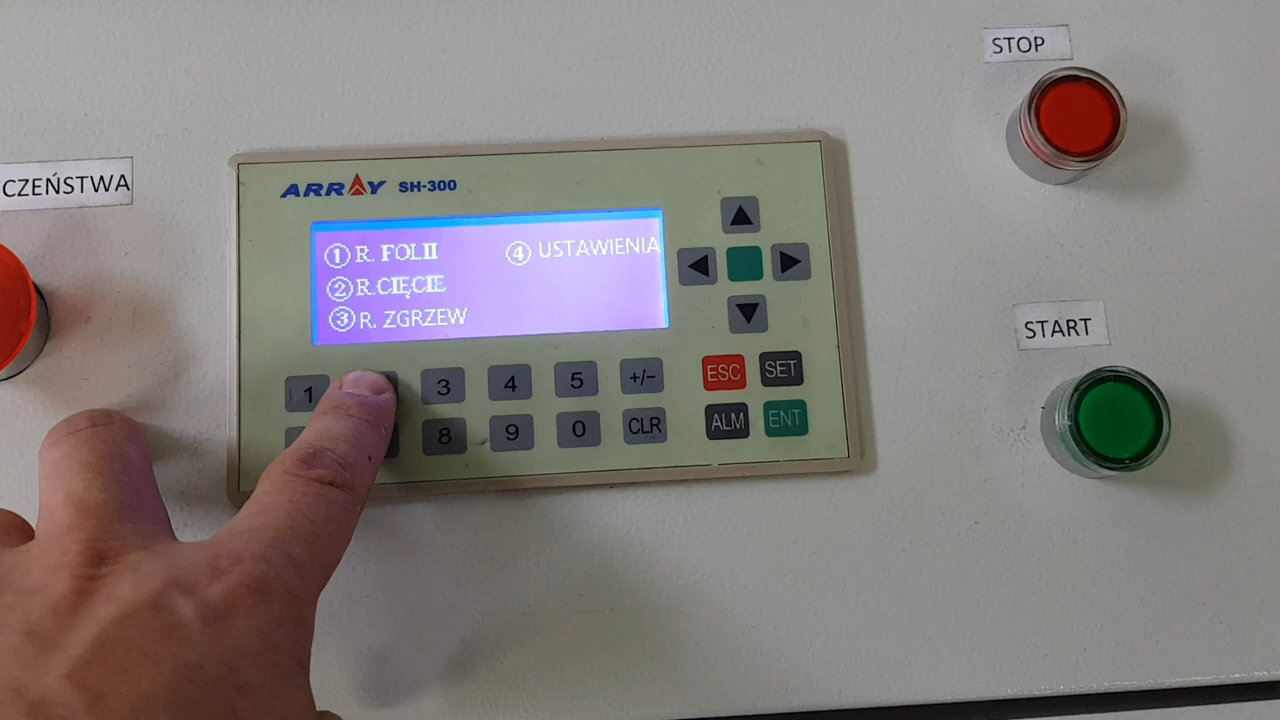 STOP
CZEŃSTWA
ARRAY SH-300
① R. FOLII ④ USTAWIENIA
② R.CIĘCIE
③ R. ZGRZEW
START
1 3 4 5 +/− ESC SET
8 9 0 CLR ALM ENT